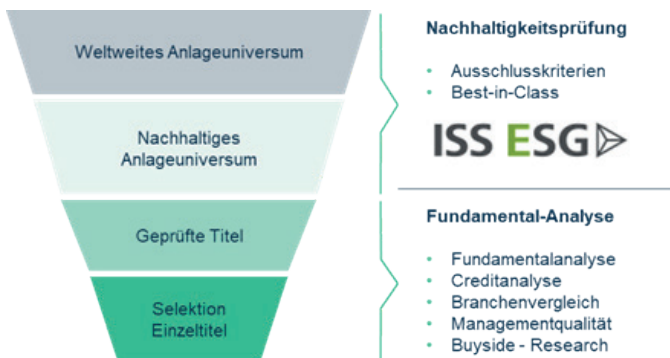 Weltweites Anlageuniversum
Nachhaltiges
Anlageuniversum
Geprüfte Titel
Selektion
Einzeltitel
Nachhaltigkeitsprüfung
• Ausschlusskriterien
• Best-in-Class
ISS ESG
Fundamental-Analyse
• Fundamentalanalyse
• Creditanalyse
• Branchenvergleich
• Managementqualität
• Buyside - Research